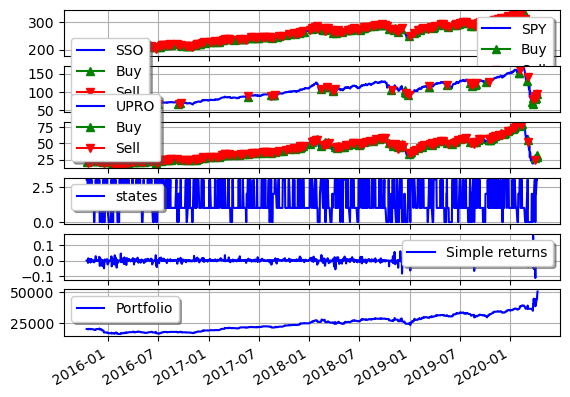 300
200
SPY
Buy
SSO
Buy
Sell
150
100
50
UPRO
Buy
Sell
75
50
25
2.5
0.0
states
0.1
0.0
−0.1
Simple returns
50000
25000
Portfolio
2016-01
2016-07
2017-01
2017-07
2018-01
2018-07
2019-01
2019-07
2020-01